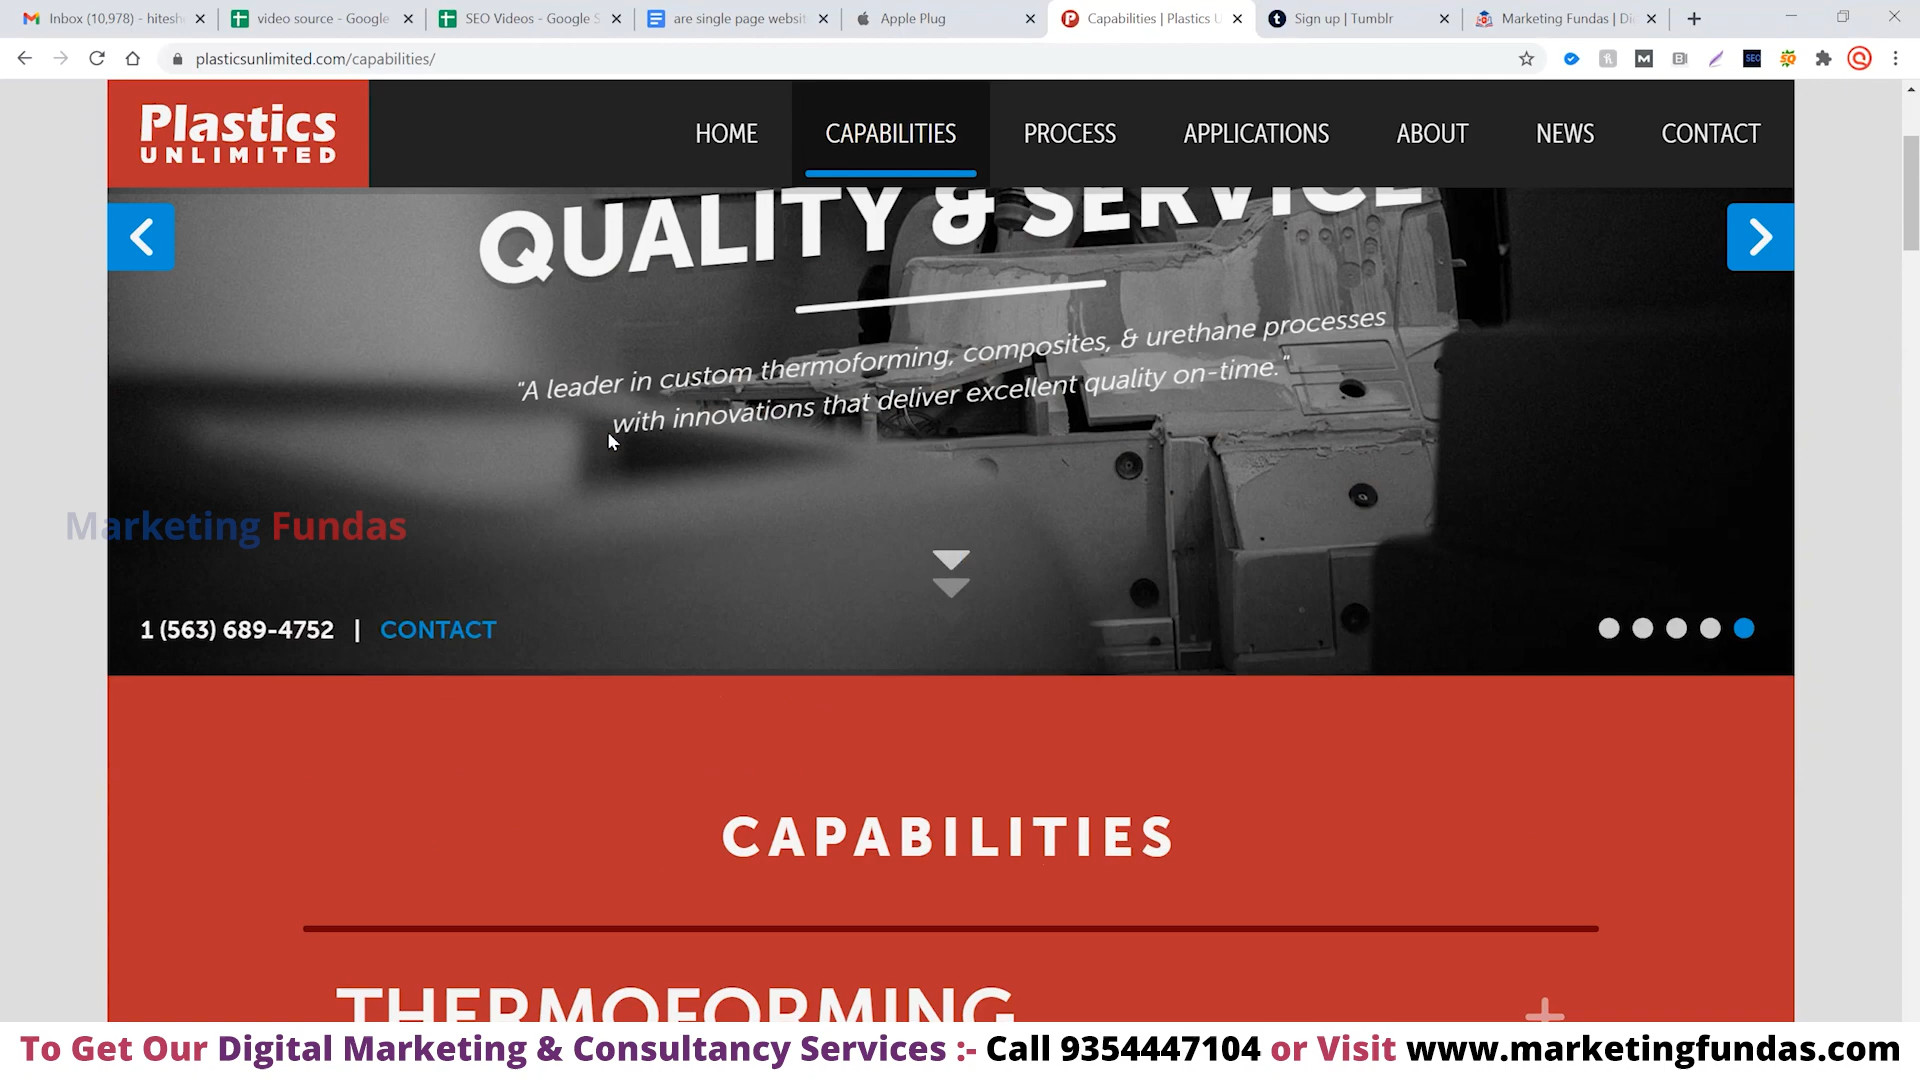 Inbox (10,978) - hitesh
video source - Google
SEO Videos - Google S
are single page websit
Apple Plug
Capabilities | Plastics U
Sign up | Tumblr
Marketing Fundas | Di
plasticsunlimited.com/capabilities/
Plastics
UNLIMITED
HOME
CAPABILITIES
PROCESS
APPLICATIONS
ABOUT
NEWS
CONTACT
QUALITY & SERVICE
"A leader in custom thermoforming, composites, & urethane processes
with innovations that deliver excellent quality on-time."
Marketing Fundas
1 (563) 689-4752 | CONTACT
CAPABILITIES
THERMOFORMING
To Get Our Digital Marketing & Consultancy Services :- Call 9354447104 or Visit www.marketingfundas.com